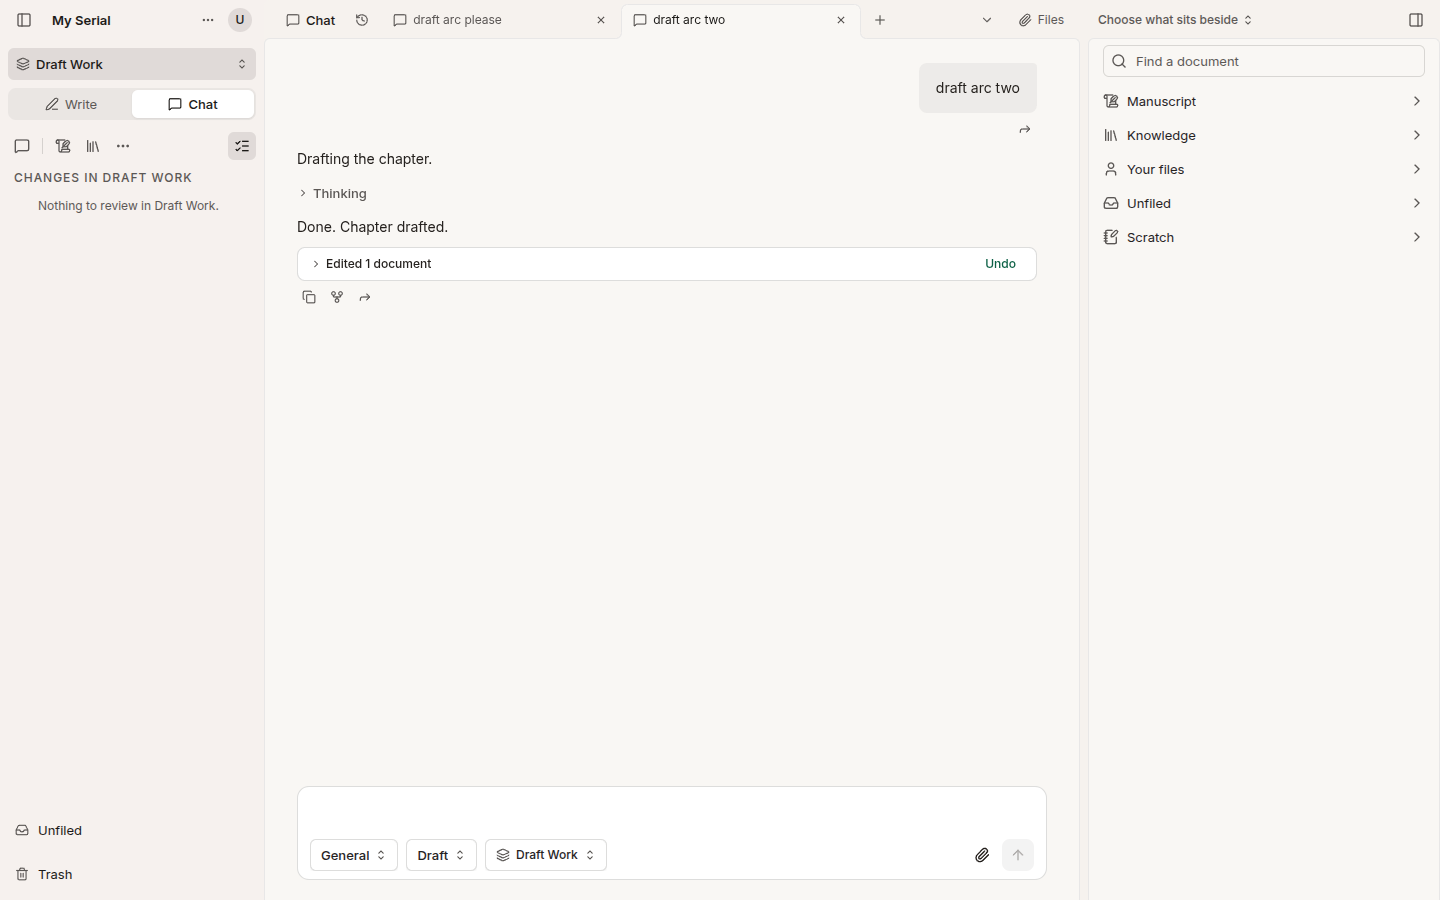 My Serial
U
Draft Work
Write
Chat
CHANGES IN DRAFT WORK
Nothing to review in Draft Work.
Unfiled
Trash
Chat
draft arc please
draft arc two
Files
draft arc two
Drafting the chapter.
Thinking
Done. Chapter drafted.
Edited 1 document
Undo
General
Draft
Draft Work
Choose what sits beside
Find a document
Manuscript
Knowledge
Your files
Unfiled
Scratch